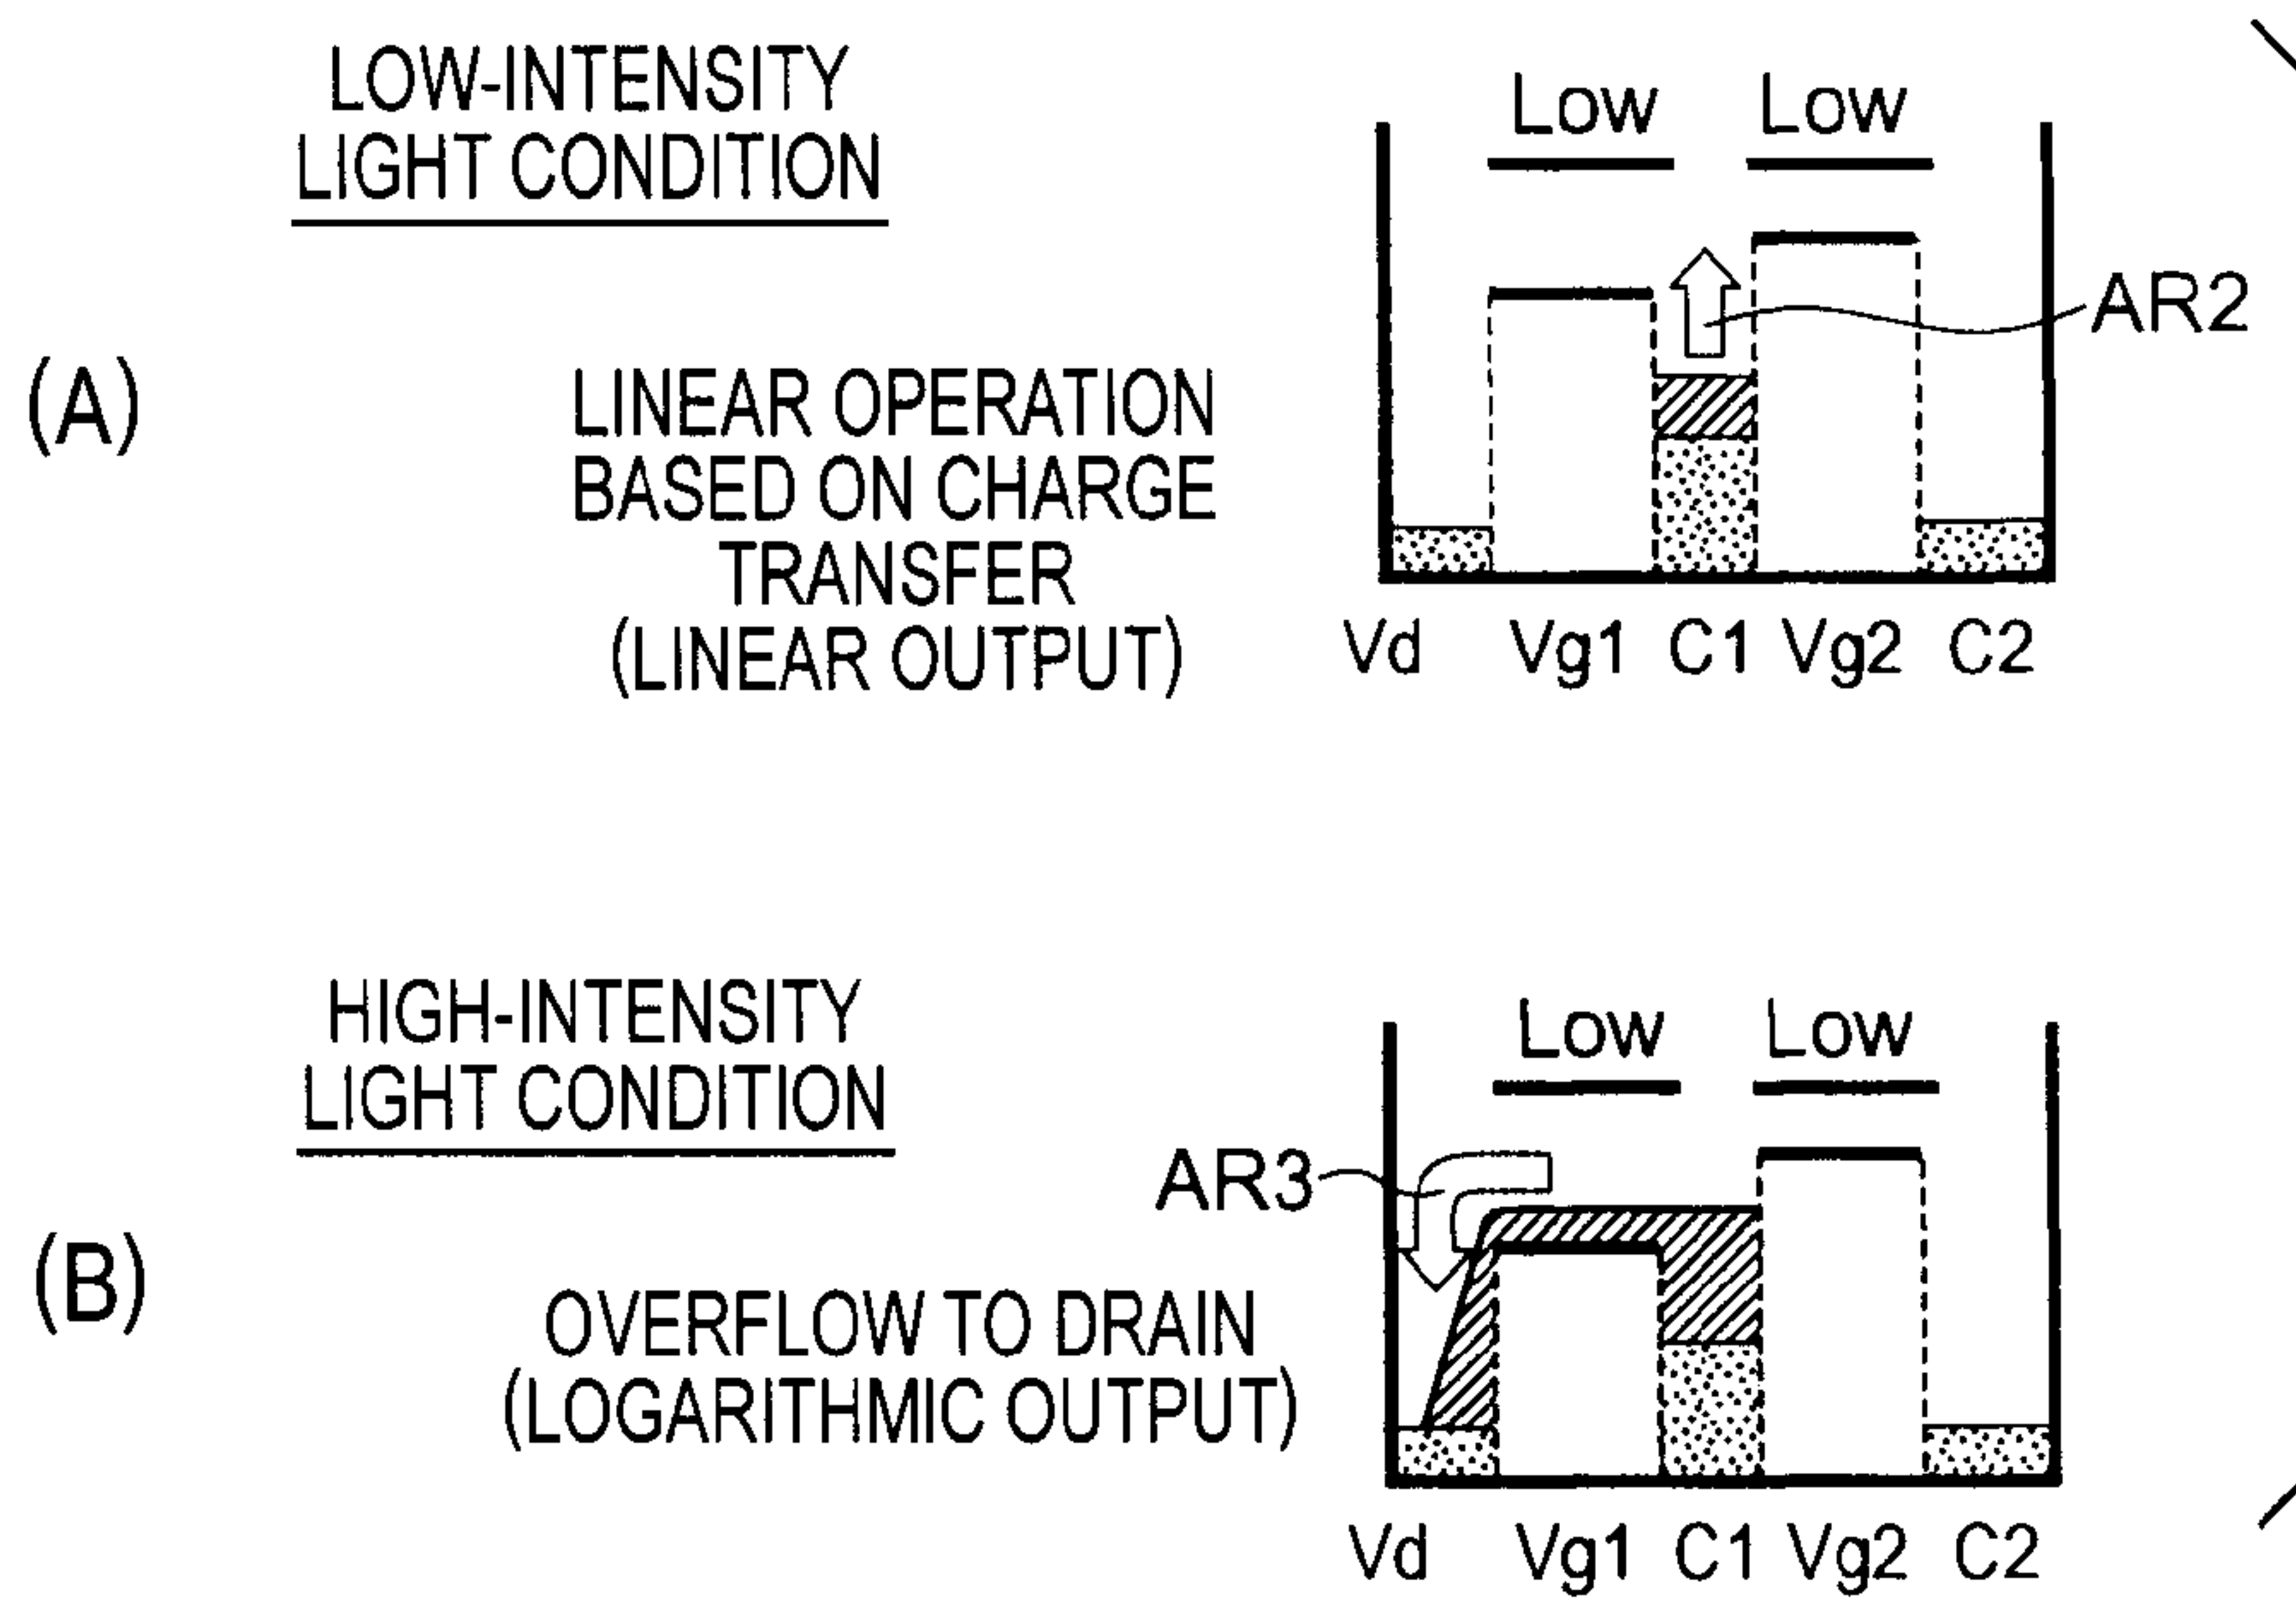 LOW-INTENSITY
LIGHT CONDITION
(A)
LINEAR OPERATION
BASED ON CHARGE
TRANSFER
(LINEAR OUTPUT)
Low Low
AR2
Vd Vg1 C1 Vg2 C2
HIGH-INTENSITY
LIGHT CONDITION
(B)
OVERFLOW TO DRAIN
(LOGARITHMIC OUTPUT)
Low Low
AR3
Vd Vg1 C1 Vg2 C2